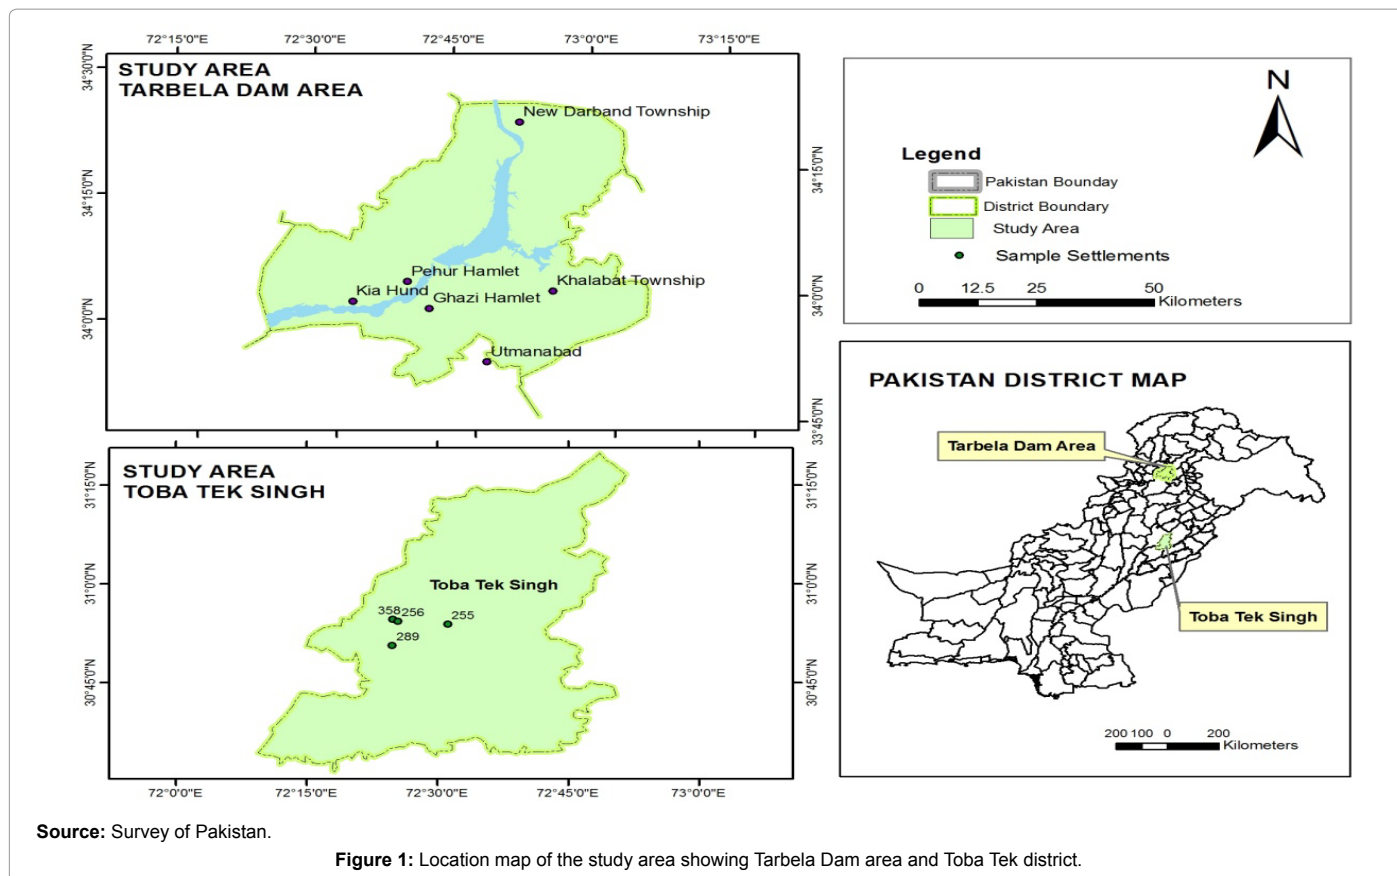 72°15'0"E 72°30'0"E 72°45'0"E 73°0'0"E 73°15'0"E
STUDY AREA
TARBELA DAM AREA
34°30'0"N
34°15'0"N
34°0'0"N
34°15'0"N
34°0'0"N
33°45'0"N
New Darband Township
Pehur Hamlet
Kia Hund
Ghazi Hamlet
Khalabat Township
Utmanabad
N
Legend
Pakistan Bounday
District Boundary
Study Area
Sample Settlements
0 12.5 25 50
Kilometers
STUDY AREA
TOBA TEK SINGH
31°15'0"N
31°0'0"N
30°45'0"N
31°15'0"N
31°0'0"N
30°45'0"N
Toba Tek Singh
358 256 255
289
72°0'0"E 72°15'0"E 72°30'0"E 72°45'0"E 73°0'0"E
PAKISTAN DISTRICT MAP
Tarbela Dam Area
Toba Tek Singh
200 100 0 200
Kilometers
Source: Survey of Pakistan.
Figure 1: Location map of the study area showing Tarbela Dam area and Toba Tek district.